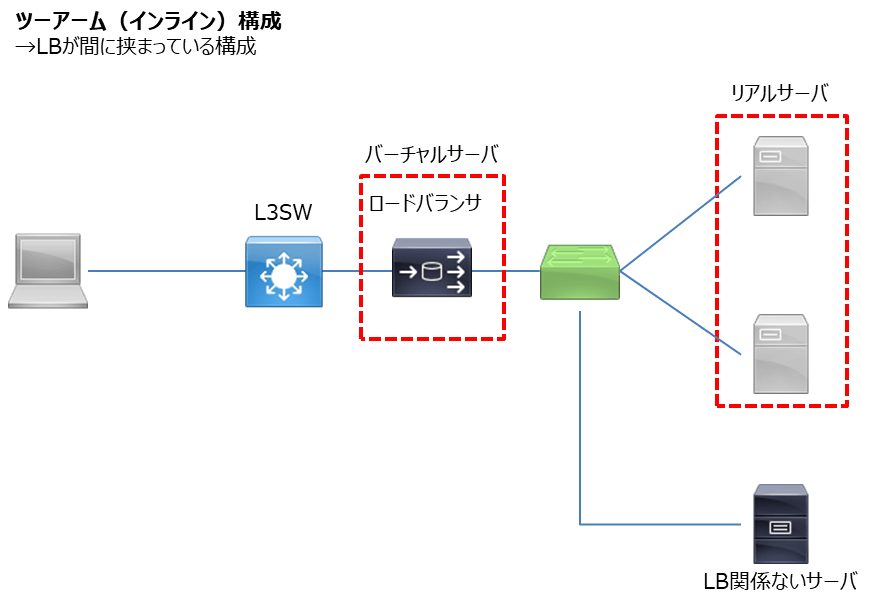 ツーアーム（インライン）構成
→LBが間に挟まっている構成
リアルサーバ
バーチャルサーバ
ロードバランサ
L3SW
LB関係ないサーバ